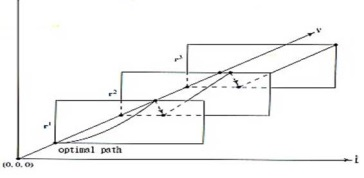 v
r³
r²
r¹
optimal path
(0, 0, 0)
i